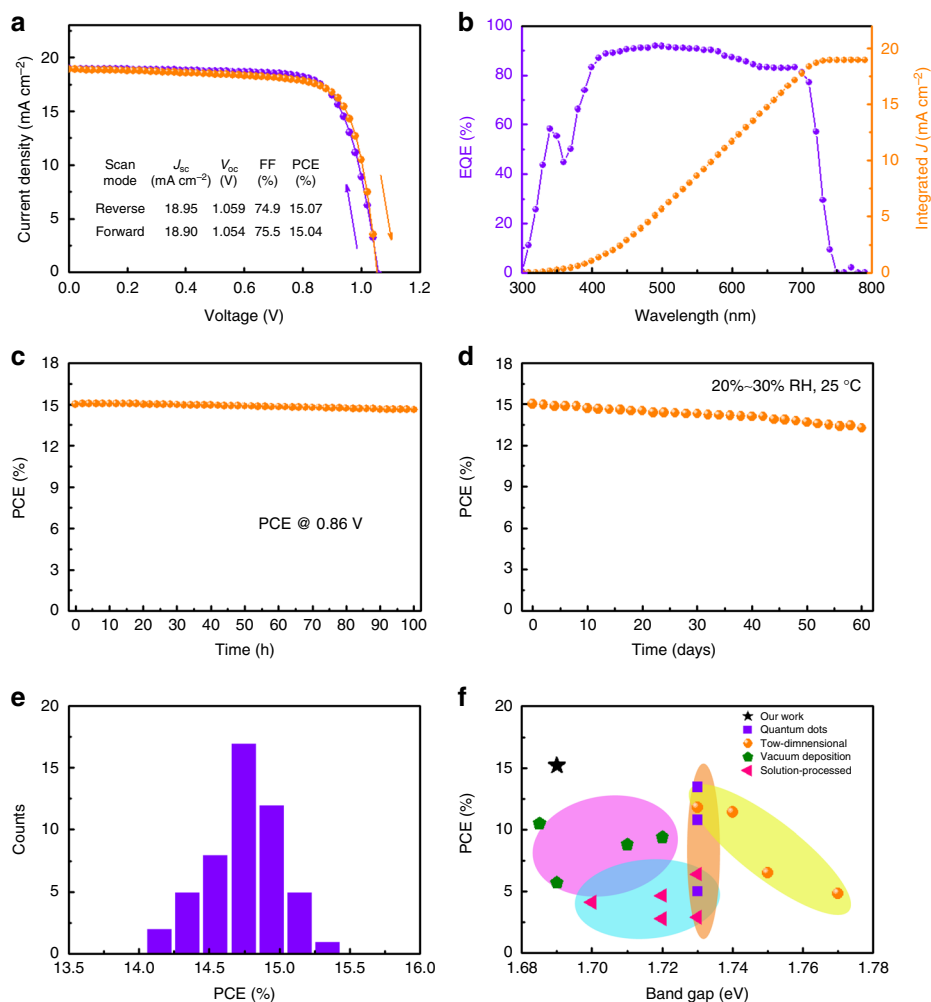 a
Current density (mA cm⁻²)
25
20
15
10
5
0
Scan mode
J_sc (mA cm⁻²)
V_oc (V)
FF (%)
PCE (%)
Reverse 18.95 1.059 74.9 15.07
Forward 18.90 1.054 75.5 15.04
0.0 0.2 0.4 0.6 0.8 1.0 1.2
Voltage (V)
b
EQE (%)
100
80
60
40
20
0
20
10
0
Integrated J (mA cm⁻²)
300 400 500 600 700 800
Wavelength (nm)
c
PCE (%)
18
15
12
9
6
3
0
PCE @ 0.86 V
0 10 20 30 40 50 60 70 80 90 100
Time (h)
d
PCE (%)
18
15
12
9
6
3
0
20%~30% RH, 25 °C
0 10 20 30 40 50 60
Time (days)
e
Counts
20
15
10
5
0
13.5 14.0 14.5 15.0 15.5 16.0
PCE (%)
f
PCE (%)
20
15
10
5
0
Our work
Quantum dots
Tow-dimnensional
Vacuum deposition
Solution-processed
1.68 1.70 1.72 1.74 1.76 1.78
Band gap (eV)